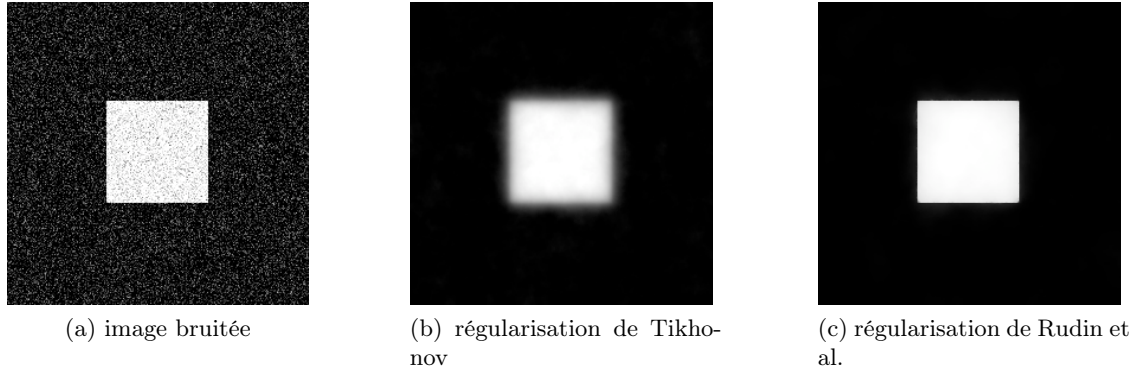 (a) image bruitée
(b) régularisation de Tikho-
nov
(c) régularisation de Rudin et
al.